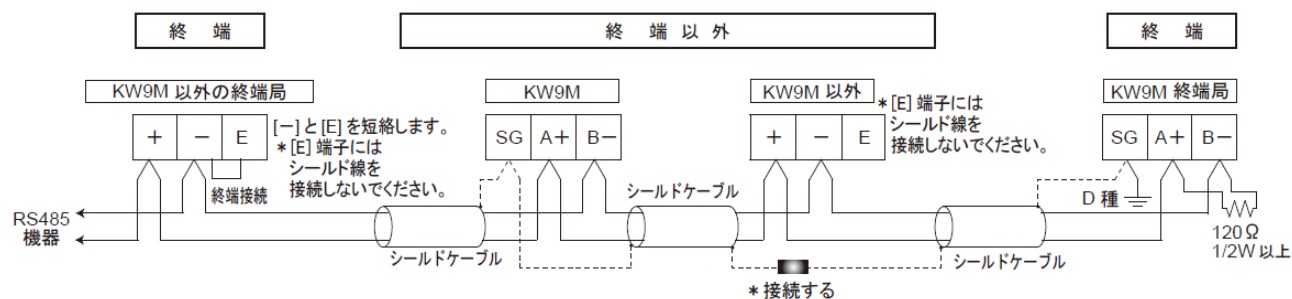 終 端
終 端 以 外
終 端
KW9M 以外の終端局
KW9M
KW9M 以外
KW9M 終端局
+ − E
[−]と[E]を短絡します。
＊[E]端子には
シールド線を
接続しないでください。
終端接続
SG A+ B−
+ − E
＊[E]端子には
シールド線を
接続しないでください。
SG A+ B−
D 種
RS485
機器
シールドケーブル
シールドケーブル
シールドケーブル
120Ω
1/2W 以上
＊接続する